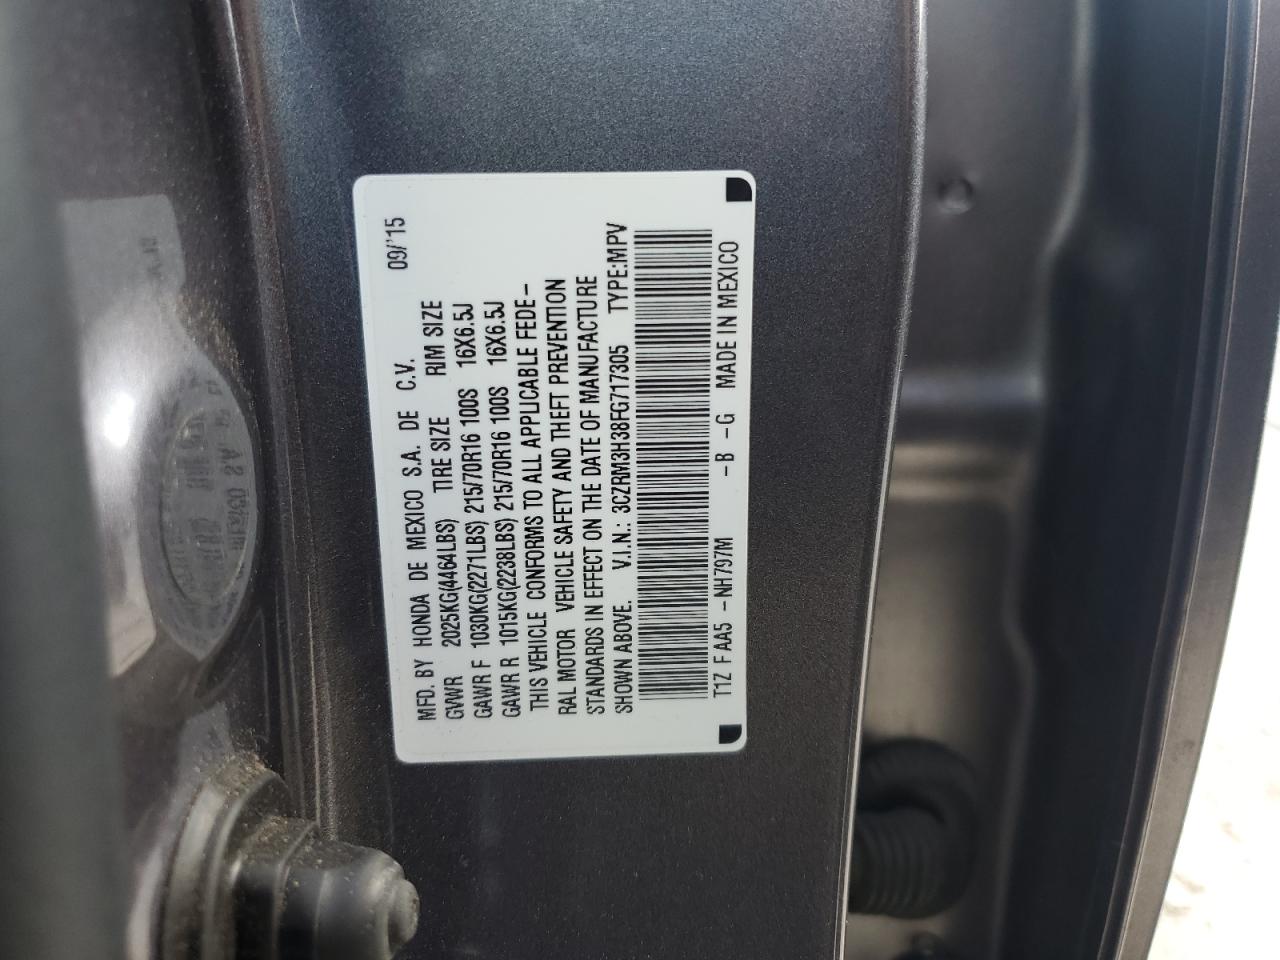 MFD. BY HONDA DE MEXICO S.A. DE C.V. 09/'15
GVWR 2025KG(4464LBS) TIRE SIZE RIM SIZE
GAWR F 1030KG(2271LBS) 215/70R16 100S 16X6.5J
GAWR R 1015KG(2238LBS) 215/70R16 100S 16X6.5J
THIS VEHICLE CONFORMS TO ALL APPLICABLE FEDE-
RAL MOTOR VEHICLE SAFETY AND THEFT PREVENTION
STANDARDS IN EFFECT ON THE DATE OF MANUFACTURE
SHOWN ABOVE. V.I.N.: 3CZRM3H38FG717305 TYPE:MPV
T1Z F AA5 -NH797M -B -G MADE IN MEXICO